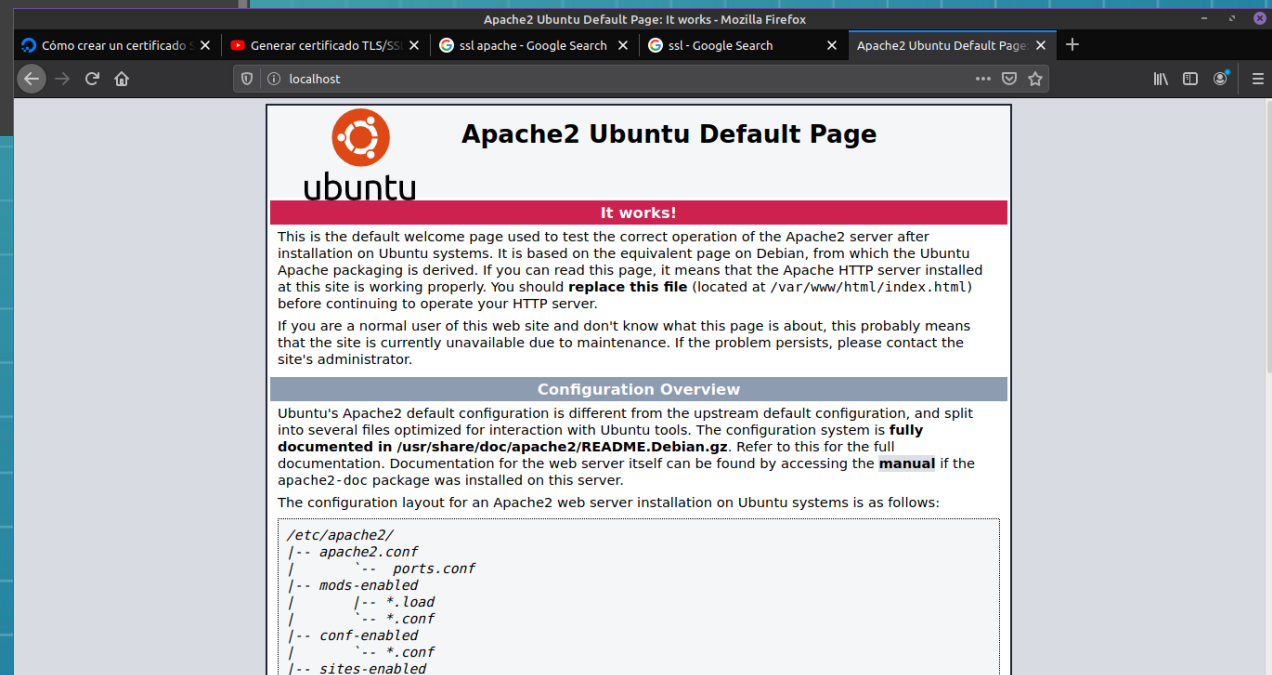 Apache2 Ubuntu Default Page: It works - Mozilla Firefox
Cómo crear un certificado S
Generar certificado TLS/SSL
ssl apache - Google Search
ssl - Google Search
Apache2 Ubuntu Default Page:
localhost
Apache2 Ubuntu Default Page
ubuntu
It works!
This is the default welcome page used to test the correct operation of the Apache2 server after
installation on Ubuntu systems. It is based on the equivalent page on Debian, from which the Ubuntu
Apache packaging is derived. If you can read this page, it means that the Apache HTTP server installed
at this site is working properly. You should replace this file (located at /var/www/html/index.html)
before continuing to operate your HTTP server.
If you are a normal user of this web site and don't know what this page is about, this probably means
that the site is currently unavailable due to maintenance. If the problem persists, please contact the
site's administrator.
Configuration Overview
Ubuntu's Apache2 default configuration is different from the upstream default configuration, and split
into several files optimized for interaction with Ubuntu tools. The configuration system is fully
documented in /usr/share/doc/apache2/README.Debian.gz. Refer to this for the full
documentation. Documentation for the web server itself can be found by accessing the manual if the
apache2-doc package was installed on this server.
The configuration layout for an Apache2 web server installation on Ubuntu systems is as follows:
/etc/apache2/
|-- apache2.conf
|       `--  ports.conf
|-- mods-enabled
|       |-- *.load
|       `-- *.conf
|-- conf-enabled
|       `-- *.conf
|-- sites-enabled